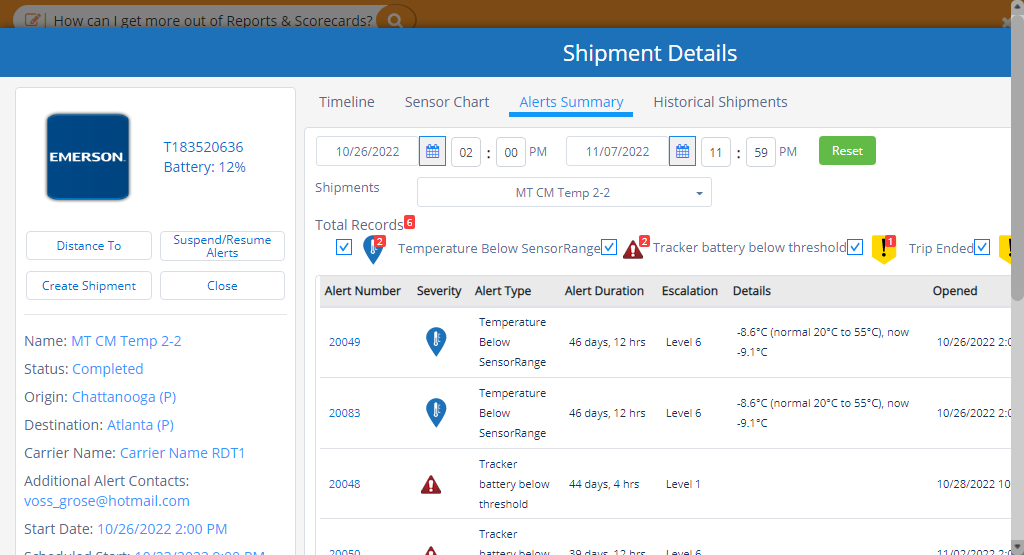 How can I get more out of Reports & Scorecards?
Shipment Details
EMERSON.
T183520636
Battery: 12%
Distance To
Suspend/Resume
Alerts
Create Shipment
Close
Name: MT CM Temp 2-2
Status: Completed
Origin: Chattanooga (P)
Destination: Atlanta (P)
Carrier Name: Carrier Name RDT1
Additional Alert Contacts:
voss_grose@hotmail.com
Start Date: 10/26/2022 2:00 PM
Timeline Sensor Chart Alerts Summary Historical Shipments
10/26/2022 02 : 00 PM 11/07/2022 11 : 59 PM Reset
Shipments MT CM Temp 2-2
Total Records 6
2 Temperature Below SensorRange 2 Tracker battery below threshold 1 Trip Ended
Alert Number Severity Alert Type Alert Duration Escalation Details Opened
20049 Temperature Below SensorRange 46 days, 12 hrs Level 6 -8.6°C (normal 20°C to 55°C), now -9.1°C 10/26/2022 2:0
20083 Temperature Below SensorRange 46 days, 12 hrs Level 6 -8.6°C (normal 20°C to 55°C), now -9.1°C 10/26/2022 2:0
20048 Tracker battery below threshold 44 days, 4 hrs Level 1 10/28/2022 10
20050 Tracker battery below 39 days, 12 hrs Level 6 11/02/2022 2:0